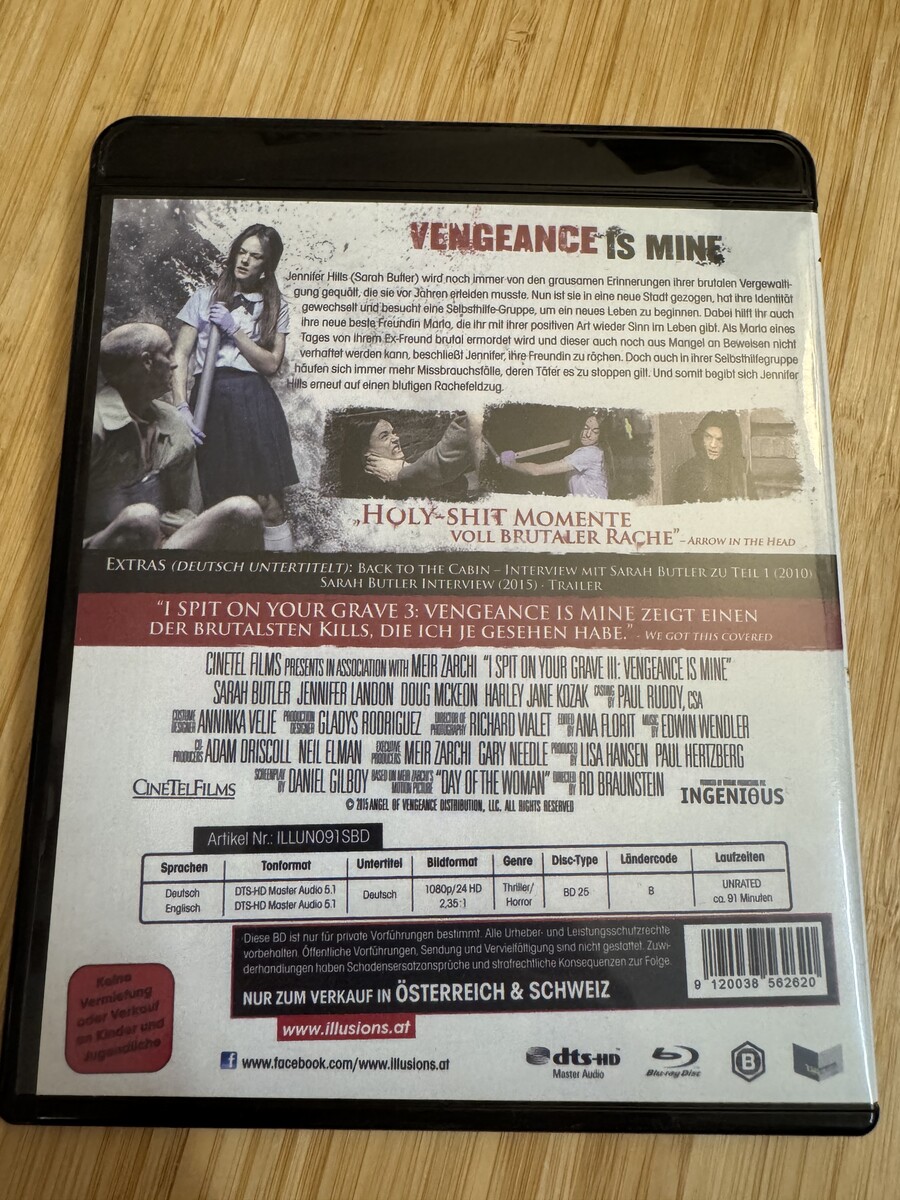 VENGEANCE IS MINE
Jennifer Hills (Sarah Butler) wird noch immer von den grausamen Erinnerungen ihrer brutalen Vergewalti-
gung gequält, die sie vor Jahren erleiden musste. Nun ist sie in eine neue Stadt gezogen, hat ihre Identität
gewechselt und besucht eine Selbsthilfe-Gruppe, um ein neues Leben zu beginnen. Dabei hilft ihr auch
ihre neue beste Freundin Marla, die ihr mit ihrer positiven Art wieder Sinn im Leben gibt. Als Marla eines
Tages von ihrem Ex-Freund brutal ermordet wird und dieser auch noch aus Mangel an Beweisen nicht
verhaftet werden kann, beschließt Jennifer, ihre Freundin zu rächen. Doch auch in ihrer Selbsthilfegruppe
häufen sich immer mehr Missbrauchsfälle, deren Täter es zu stoppen gilt. Und somit begibt sich Jennifer
Hills erneut auf einen blutigen Rachefeldzug.
„HOLY-SHIT MOMENTE
VOLL BRUTALER RACHE" – ARROW IN THE HEAD
EXTRAS (DEUTSCH UNTERTITELT): BACK TO THE CABIN – INTERVIEW MIT SARAH BUTLER ZU TEIL 1 (2010)
SARAH BUTLER INTERVIEW (2015) · TRAILER
"I SPIT ON YOUR GRAVE 3: VENGEANCE IS MINE ZEIGT EINEN
DER BRUTALSTEN KILLS, DIE ICH JE GESEHEN HABE." - WE GOT THIS COVERED
CINETEL FILMS PRESENTS IN ASSOCIATION WITH MEIR ZARCHI "I SPIT ON YOUR GRAVE III: VENGEANCE IS MINE"
SARAH BUTLER JENNIFER LANDON DOUG MCKEON HARLEY JANE KOZAK CASTING BY PAUL RUDDY, CSA
COSTUME DESIGNER ANNINKA VELIE PRODUCTION DESIGNER GLADYS RODRIGUEZ DIRECTOR OF PHOTOGRAPHY RICHARD VIALET EDITED BY ANA FLORIT MUSIC BY EDWIN WENDLER
CO-PRODUCERS ADAM DRISCOLL NEIL ELMAN EXECUTIVE PRODUCERS MEIR ZARCHI GARY NEEDLE PRODUCED BY LISA HANSEN PAUL HERTZBERG
SCREENPLAY BY DANIEL GILBOY BASED ON MEIR ZARCHI'S MOTION PICTURE "DAY OF THE WOMAN" DIRECTED BY RD BRAUNSTEIN
CINETELFILMS
INGENIOUS
© 2015 ANGEL OF VENGEANCE DISTRIBUTION, LLC. ALL RIGHTS RESERVED
Artikel Nr.: ILLUN091SBD
Sprachen Tonformat Untertitel Bildformat Genre Disc-Type Ländercode Laufzeiten
Deutsch DTS-HD Master Audio 5.1 Deutsch 1080p/24 HD Thriller/ BD 25 B UNRATED
Englisch DTS-HD Master Audio 5.1 2,35:1 Horror ca. 91 Minuten
Diese BD ist nur für private Vorführungen bestimmt. Alle Urheber- und Leistungsschutzrechte
vorbehalten. Öffentliche Vorführungen, Sendung und Vervielfältigung sind nicht gestattet. Zuwi-
derhandlungen haben Schadensersatzansprüche und strafrechtliche Konsequenzen zur Folge.
NUR ZUM VERKAUF IN ÖSTERREICH & SCHWEIZ
9 120038 562620
Keine
Vermietung
oder Verkauf
an Kinder und
Jugendliche
www.illusions.at
f www.facebook.com/www.illusions.at
dts-HD
Master Audio
Blu-ray Disc
B